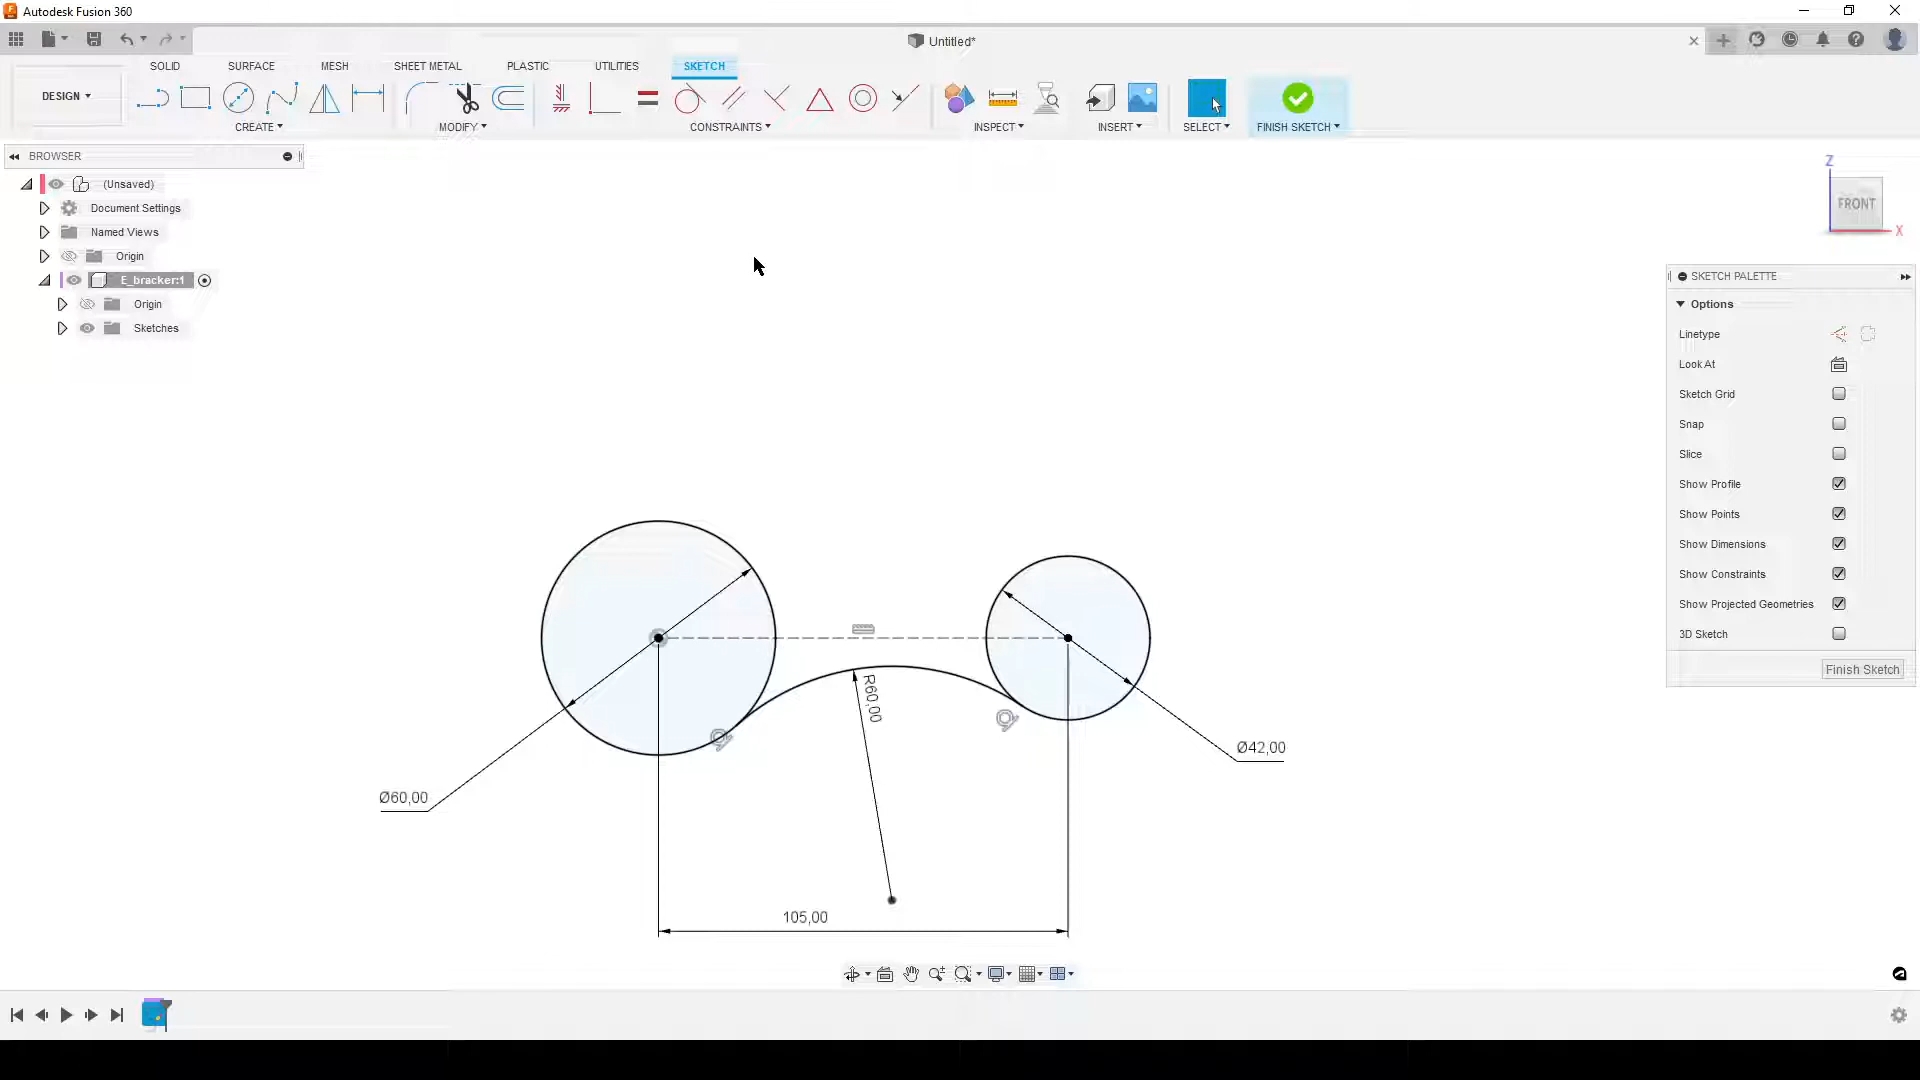 Autodesk Fusion 360
Untitled*
SOLID
SURFACE
MESH
SHEET METAL
PLASTIC
UTILITIES
SKETCH
DESIGN
CREATE
MODIFY
CONSTRAINTS
INSPECT
INSERT
SELECT
FINISH SKETCH
BROWSER
(Unsaved)
Document Settings
Named Views
Origin
E_bracker:1
Origin
Sketches
Z
FRONT
X
SKETCH PALETTE
Options
Linetype
Look At
Sketch Grid
Snap
Slice
Show Profile
Show Points
Show Dimensions
Show Constraints
Show Projected Geometries
3D Sketch
Finish Sketch
R60,00
Ø42,00
Ø60,00
105,00